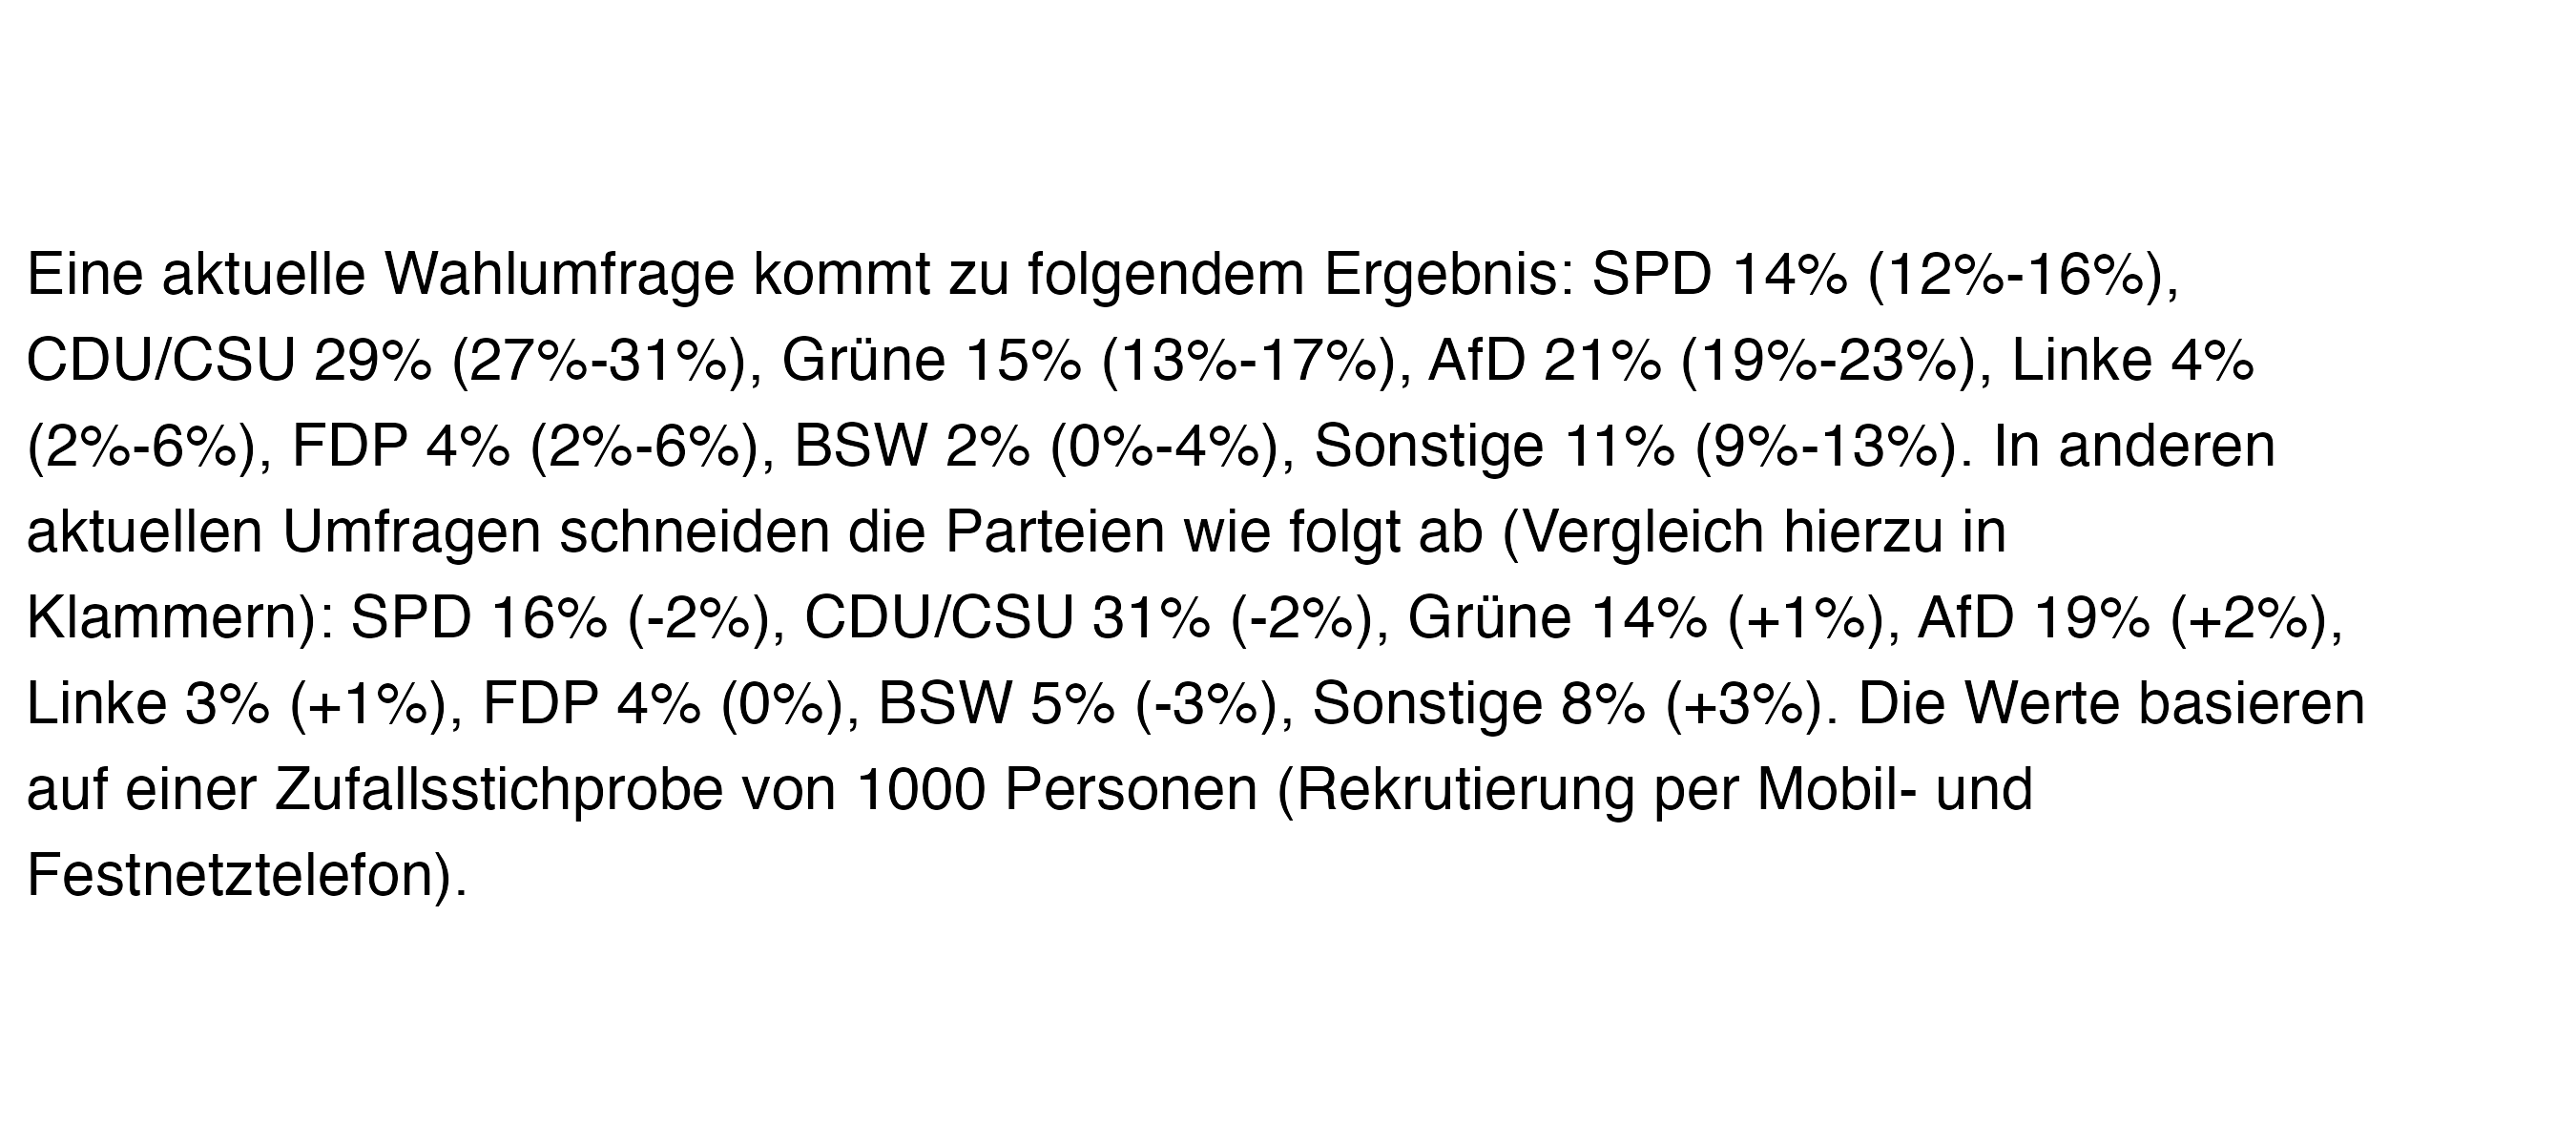 Eine aktuelle Wahlumfrage kommt zu folgendem Ergebnis: SPD 14% (12%-16%),
CDU/CSU 29% (27%-31%), Grüne 15% (13%-17%), AfD 21% (19%-23%), Linke 4%
(2%-6%), FDP 4% (2%-6%), BSW 2% (0%-4%), Sonstige 11% (9%-13%). In anderen
aktuellen Umfragen schneiden die Parteien wie folgt ab (Vergleich hierzu in
Klammern): SPD 16% (-2%), CDU/CSU 31% (-2%), Grüne 14% (+1%), AfD 19% (+2%),
Linke 3% (+1%), FDP 4% (0%), BSW 5% (-3%), Sonstige 8% (+3%). Die Werte basieren
auf einer Zufallsstichprobe von 1000 Personen (Rekrutierung per Mobil- und
Festnetztelefon).